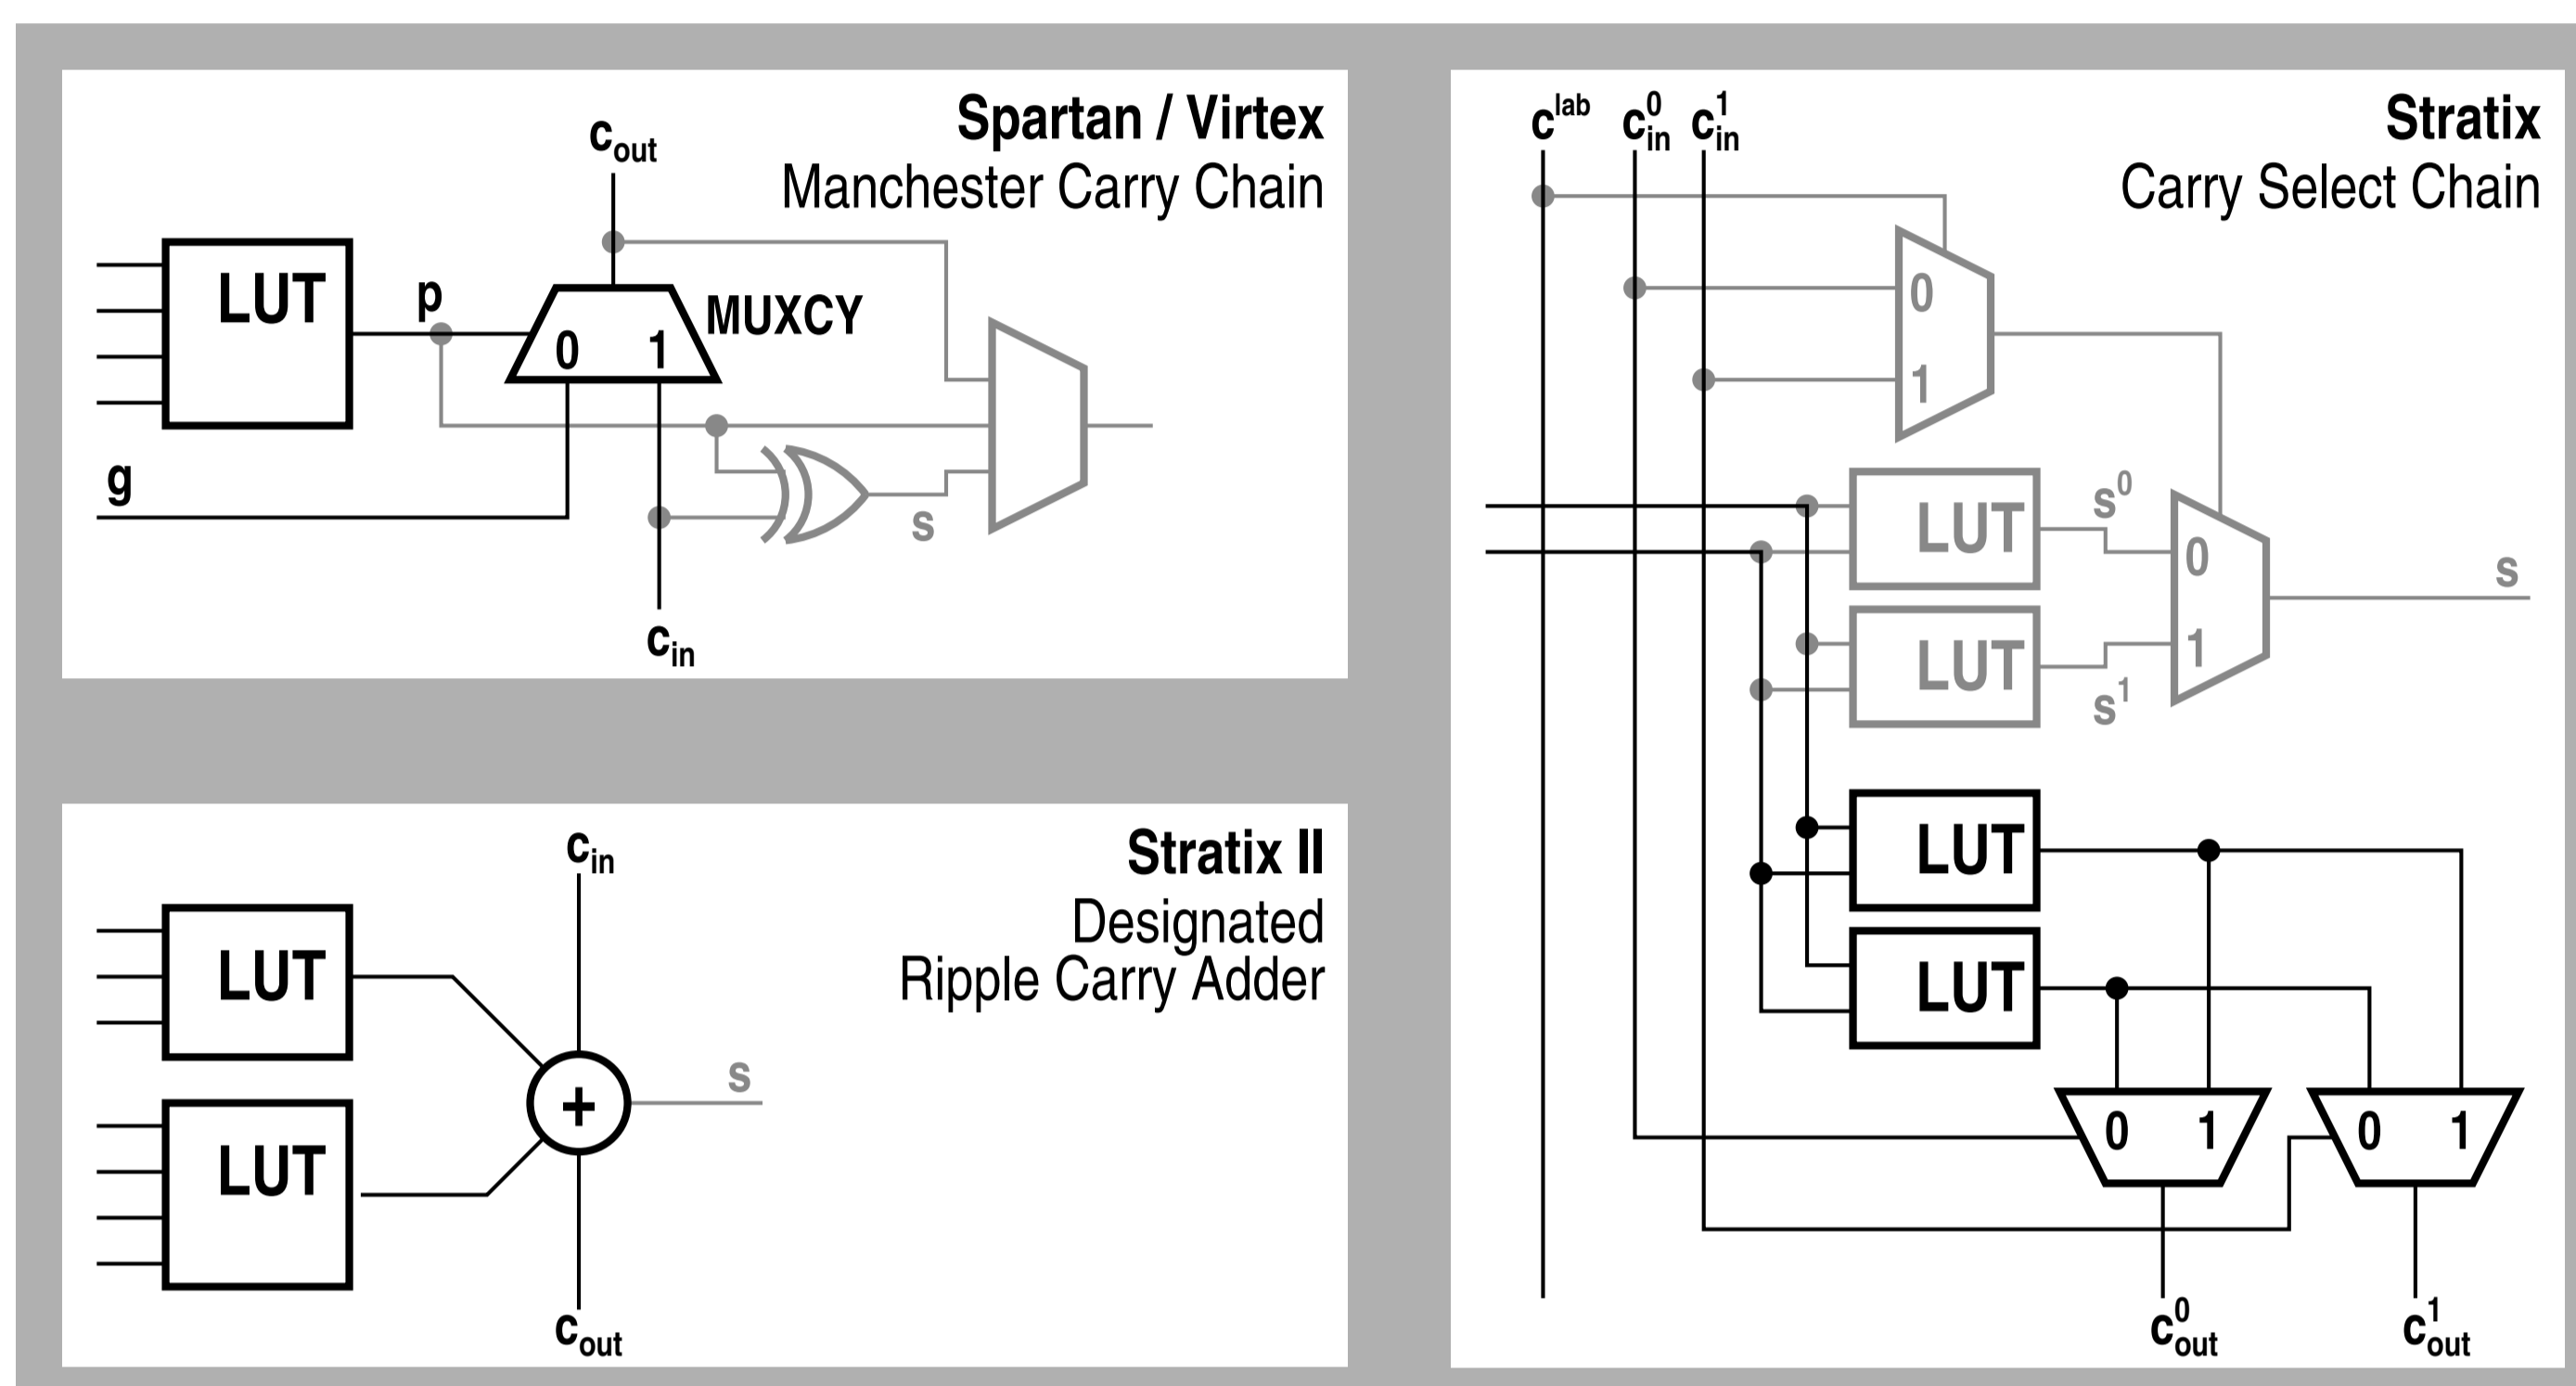 Spartan / Virtex
Manchester Carry Chain
c_out
LUT
p
MUXCY
0 1
g
s
c_in
Stratix II
Designated
Ripple Carry Adder
c_in
LUT
s
+
LUT
c_out
Stratix
Carry Select Chain
c^lab c^0_in c^1_in
0
1
LUT
s^0
0
s
LUT
1
s^1
LUT
LUT
0 1 0 1
c^0_out c^1_out